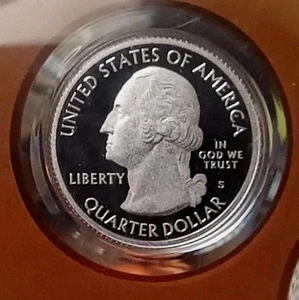 UNITED STATES OF AMERICA
IN
GOD WE
TRUST
LIBERTY
S
QUARTER DOLLAR